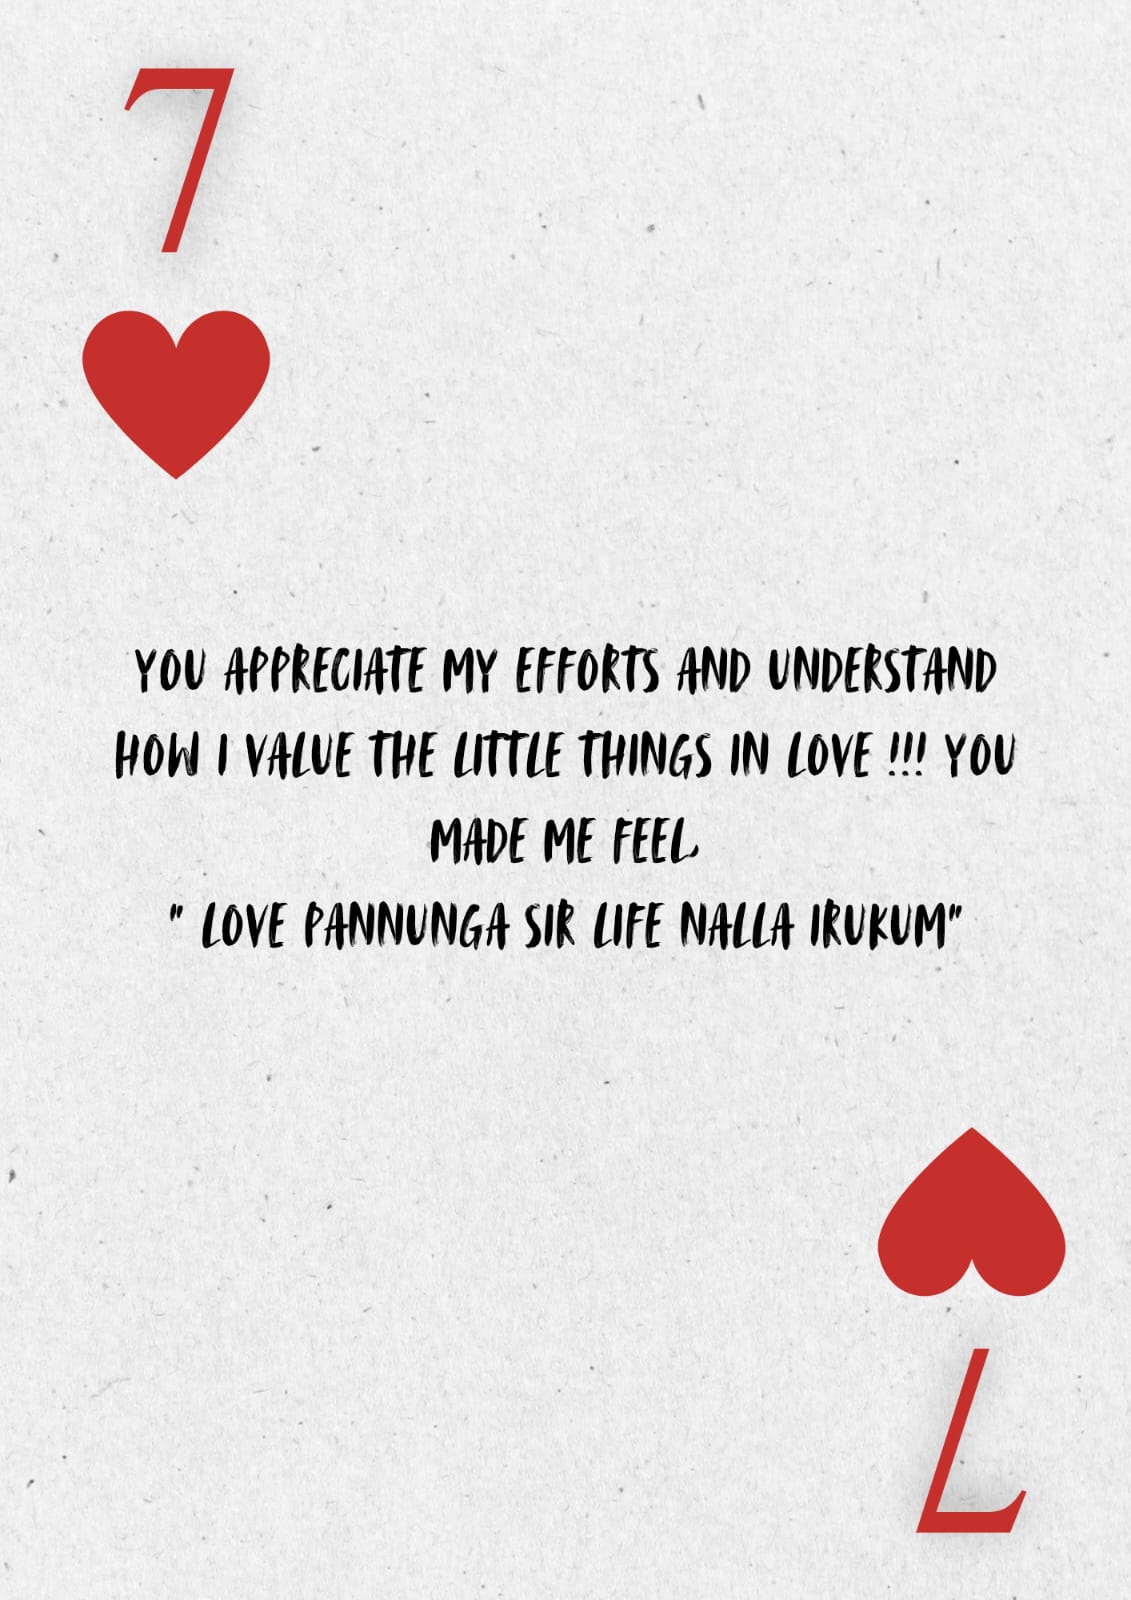 7
YOU APPRECIATE MY EFFORTS AND UNDERSTAND
HOW I VALUE THE LITTLE THINGS IN LOVE !!! YOU
MADE ME FEEL,
" LOVE PANNUNGA SIR LIFE NALLA IRUKUM"
7